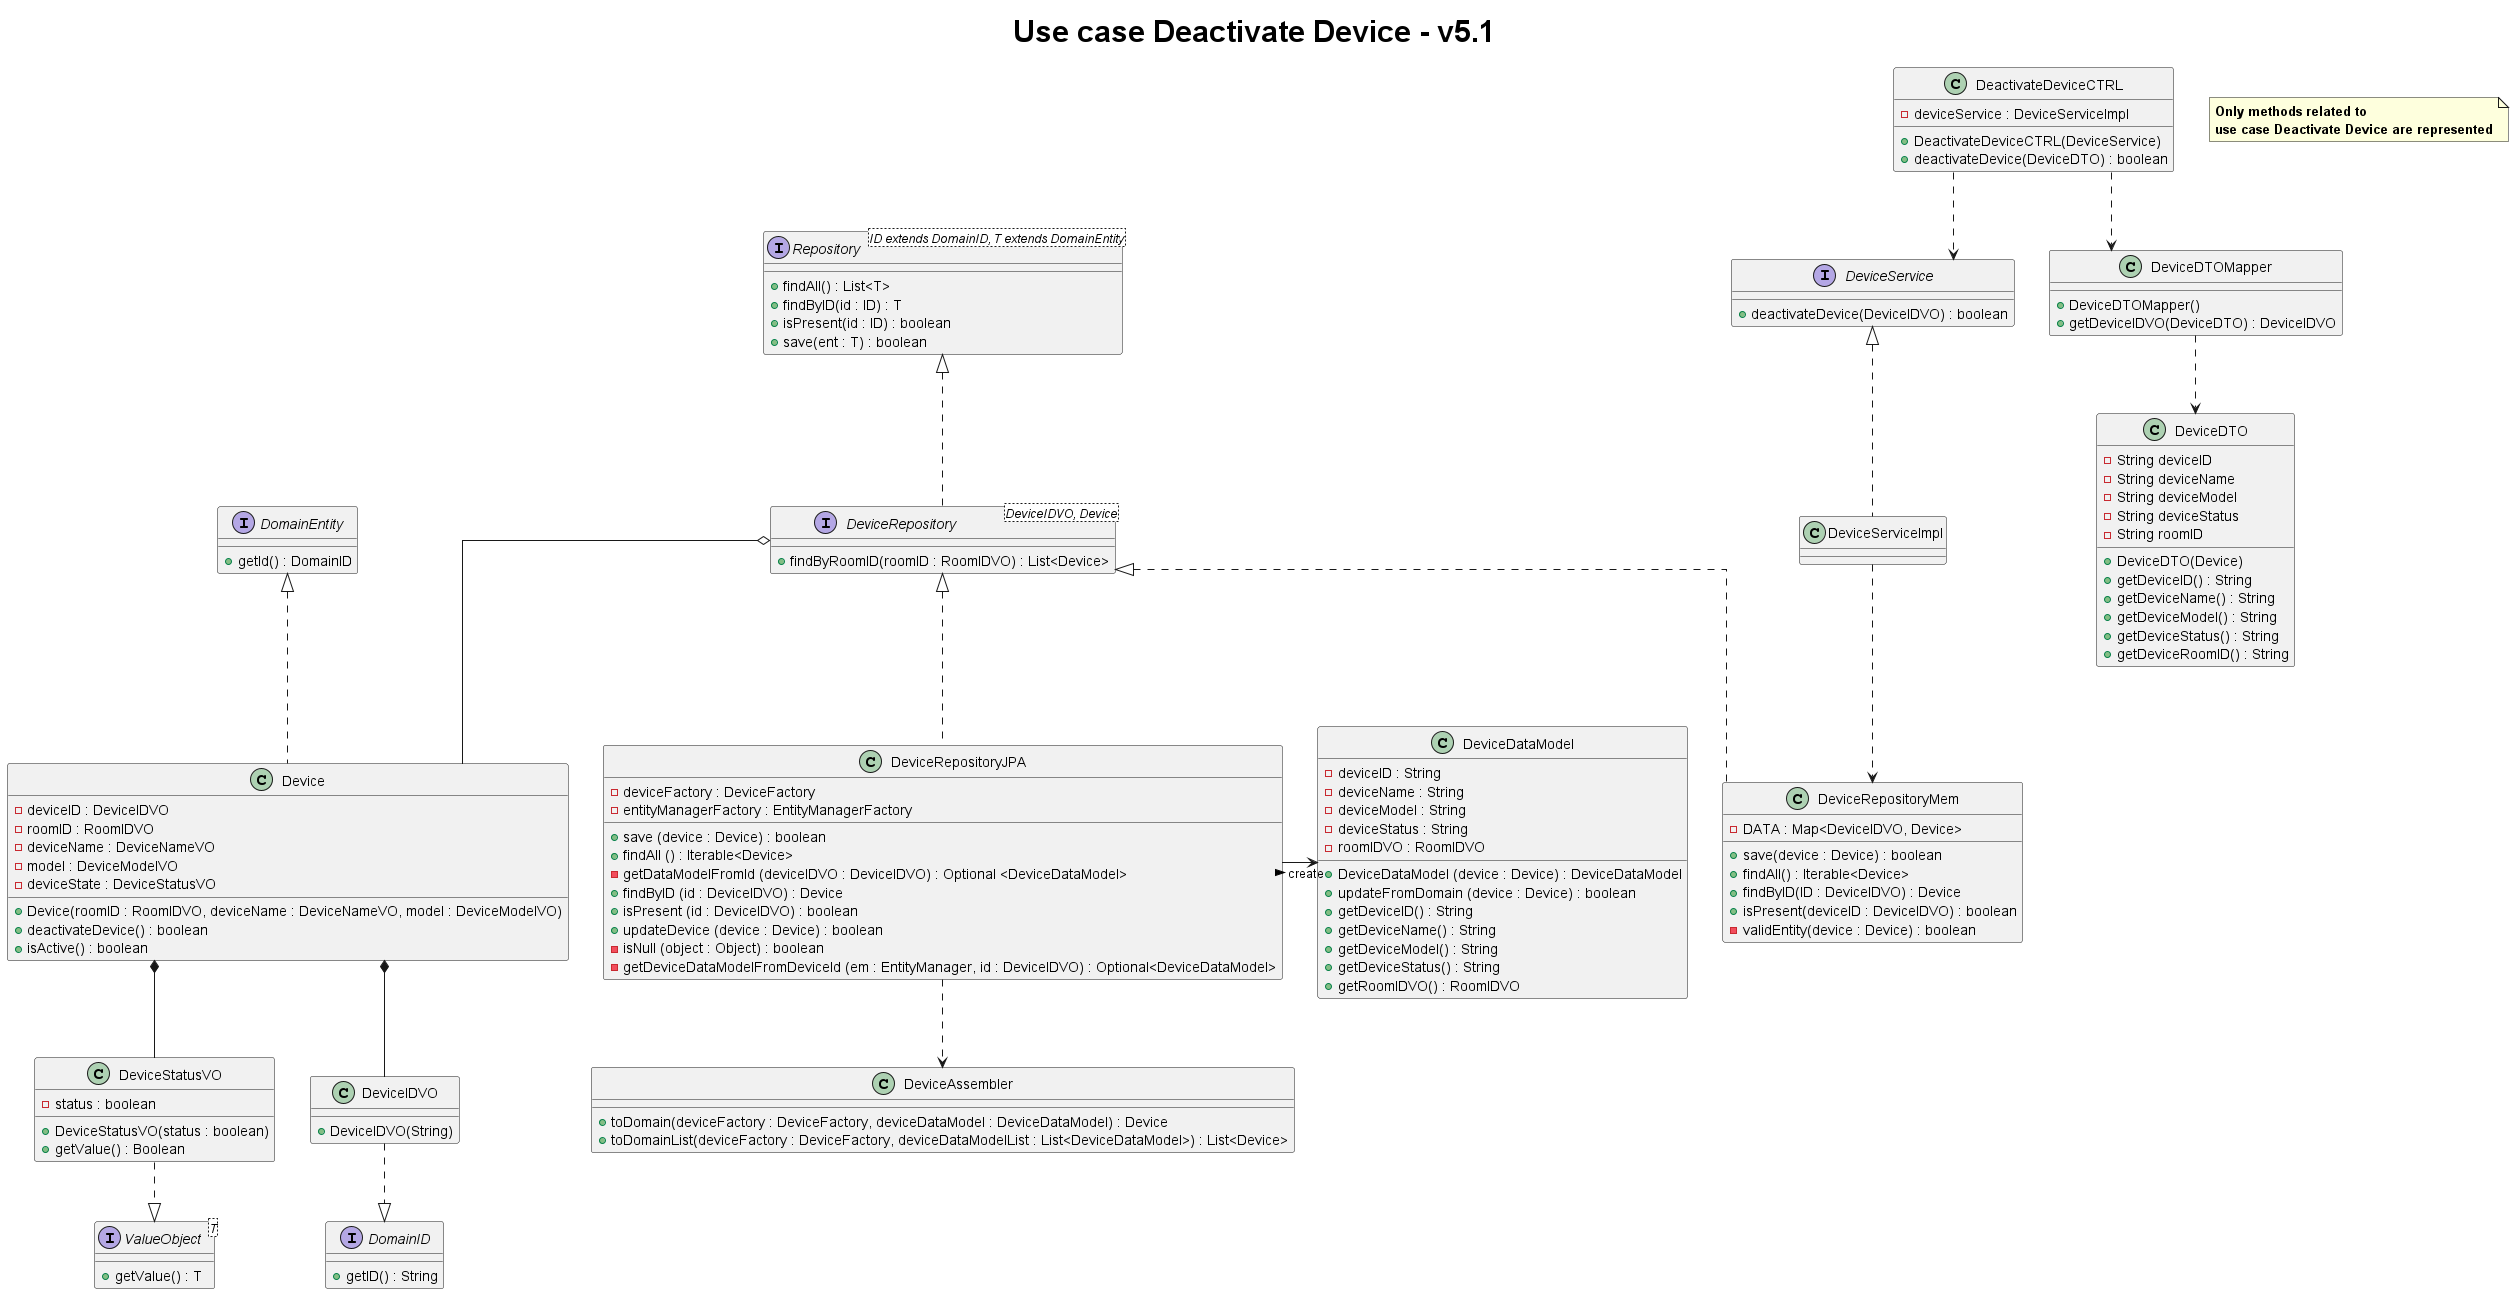 Use case Deactivate Device - v5.1
DeactivateDeviceCTRL
deviceService : DeviceServiceImpl
DeactivateDeviceCTRL(DeviceService)
deactivateDevice(DeviceDTO) : boolean
Only methods related to
use case Deactivate Device are represented
Repository
ID extends DomainID, T extends DomainEntity
findAll() : List<T>
findByID(id : ID) : T
isPresent(id : ID) : boolean
save(ent : T) : boolean
DeviceService
deactivateDevice(DeviceIDVO) : boolean
DeviceDTOMapper
DeviceDTOMapper()
getDeviceIDVO(DeviceDTO) : DeviceIDVO
DeviceDTO
String deviceID
String deviceName
String deviceModel
String deviceStatus
String roomID
DeviceDTO(Device)
getDeviceID() : String
getDeviceName() : String
getDeviceModel() : String
getDeviceStatus() : String
getDeviceRoomID() : String
DomainEntity
getId() : DomainID
DeviceRepository
DeviceIDVO, Device
findByRoomID(roomID : RoomIDVO) : List<Device>
DeviceServiceImpl
Device
deviceID : DeviceIDVO
roomID : RoomIDVO
deviceName : DeviceNameVO
model : DeviceModelVO
deviceState : DeviceStatusVO
Device(roomID : RoomIDVO, deviceName : DeviceNameVO, model : DeviceModelVO)
deactivateDevice() : boolean
isActive() : boolean
DeviceRepositoryJPA
deviceFactory : DeviceFactory
entityManagerFactory : EntityManagerFactory
save (device : Device) : boolean
findAll () : Iterable<Device>
getDataModelFromId (deviceIDVO : DeviceIDVO) : Optional <DeviceDataModel>
findByID (id : DeviceIDVO) : Device
isPresent (id : DeviceIDVO) : boolean
updateDevice (device : Device) : boolean
isNull (object : Object) : boolean
getDeviceDataModelFromDeviceId (em : EntityManager, id : DeviceIDVO) : Optional<DeviceDataModel>
create
DeviceDataModel
deviceID : String
deviceName : String
deviceModel : String
deviceStatus : String
roomIDVO : RoomIDVO
DeviceDataModel (device : Device) : DeviceDataModel
updateFromDomain (device : Device) : boolean
getDeviceID() : String
getDeviceName() : String
getDeviceModel() : String
getDeviceStatus() : String
getRoomIDVO() : RoomIDVO
DeviceRepositoryMem
DATA : Map<DeviceIDVO, Device>
save(device : Device) : boolean
findAll() : Iterable<Device>
findByID(ID : DeviceIDVO) : Device
isPresent(deviceID : DeviceIDVO) : boolean
validEntity(device : Device) : boolean
DeviceStatusVO
status : boolean
DeviceStatusVO(status : boolean)
getValue() : Boolean
DeviceIDVO
DeviceIDVO(String)
DeviceAssembler
toDomain(deviceFactory : DeviceFactory, deviceDataModel : DeviceDataModel) : Device
toDomainList(deviceFactory : DeviceFactory, deviceDataModelList : List<DeviceDataModel>) : List<Device>
ValueObject
T
getValue() : T
DomainID
getID() : String